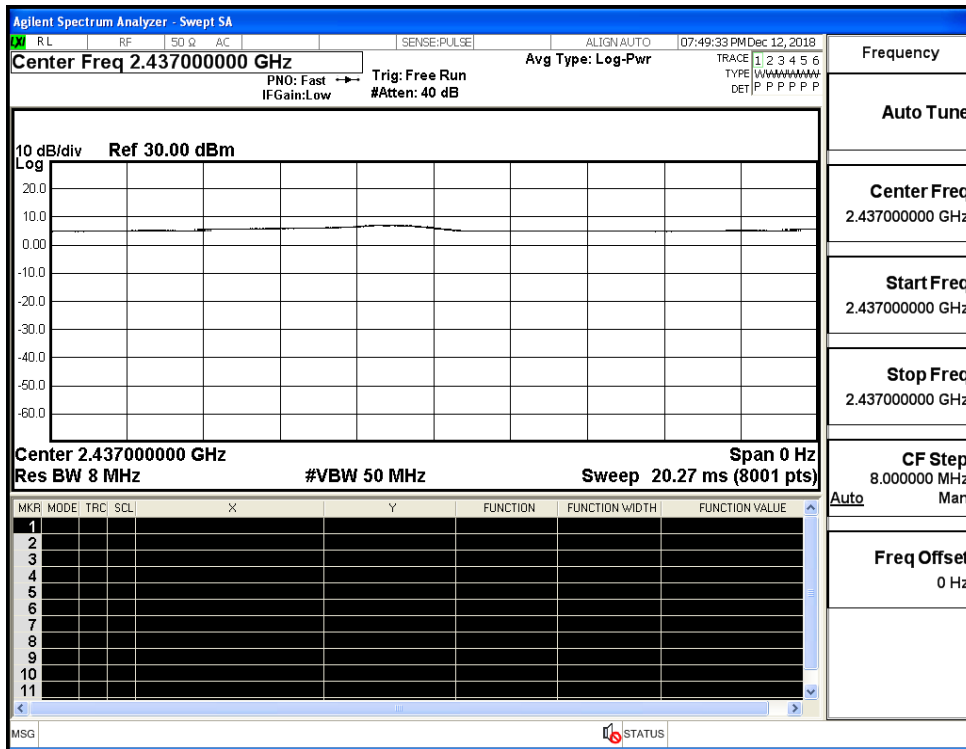 Agilent Spectrum Analyzer - Swept SA
LXI RL RF 50 Ω AC SENSE:PULSE ALIGN AUTO 07:49:33 PM Dec 12, 2018
Center Freq 2.437000000 GHz
PNO: Fast
IFGain:Low
Trig: Free Run
#Atten: 40 dB
Avg Type: Log-Pwr
TRACE 1 2 3 4 5 6
TYPE WWWWWW
DET P P P P P P
10 dB/div Ref 30.00 dBm
Log
20.0
10.0
0.00
-10.0
-20.0
-30.0
-40.0
-50.0
-60.0
Center 2.437000000 GHz Span 0 Hz
Res BW 8 MHz #VBW 50 MHz Sweep 20.27 ms (8001 pts)
MKR MODE TRC SCL X Y FUNCTION FUNCTION WIDTH FUNCTION VALUE
1
2
3
4
5
6
7
8
9
10
11
MSG STATUS
Frequency
Auto Tune
Center Freq
2.437000000 GHz
Start Freq
2.437000000 GHz
Stop Freq
2.437000000 GHz
CF Step
8.000000 MHz
Auto Man
Freq Offset
0 Hz